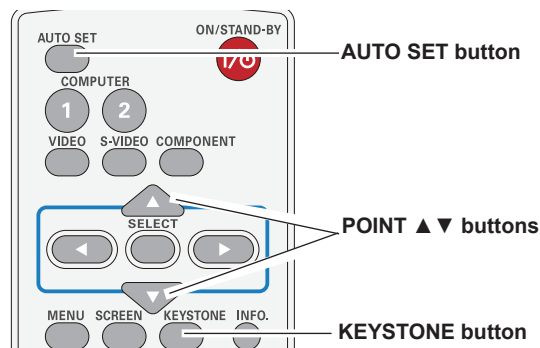 AUTO SET
ON/STAND-BY
I/⏻
AUTO SET button
COMPUTER
1 2
VIDEO S-VIDEO COMPONENT
▲
SELECT
◀ ▶
POINT ▲▼ buttons
▼
MENU SCREEN KEYSTONE INFO.
KEYSTONE button